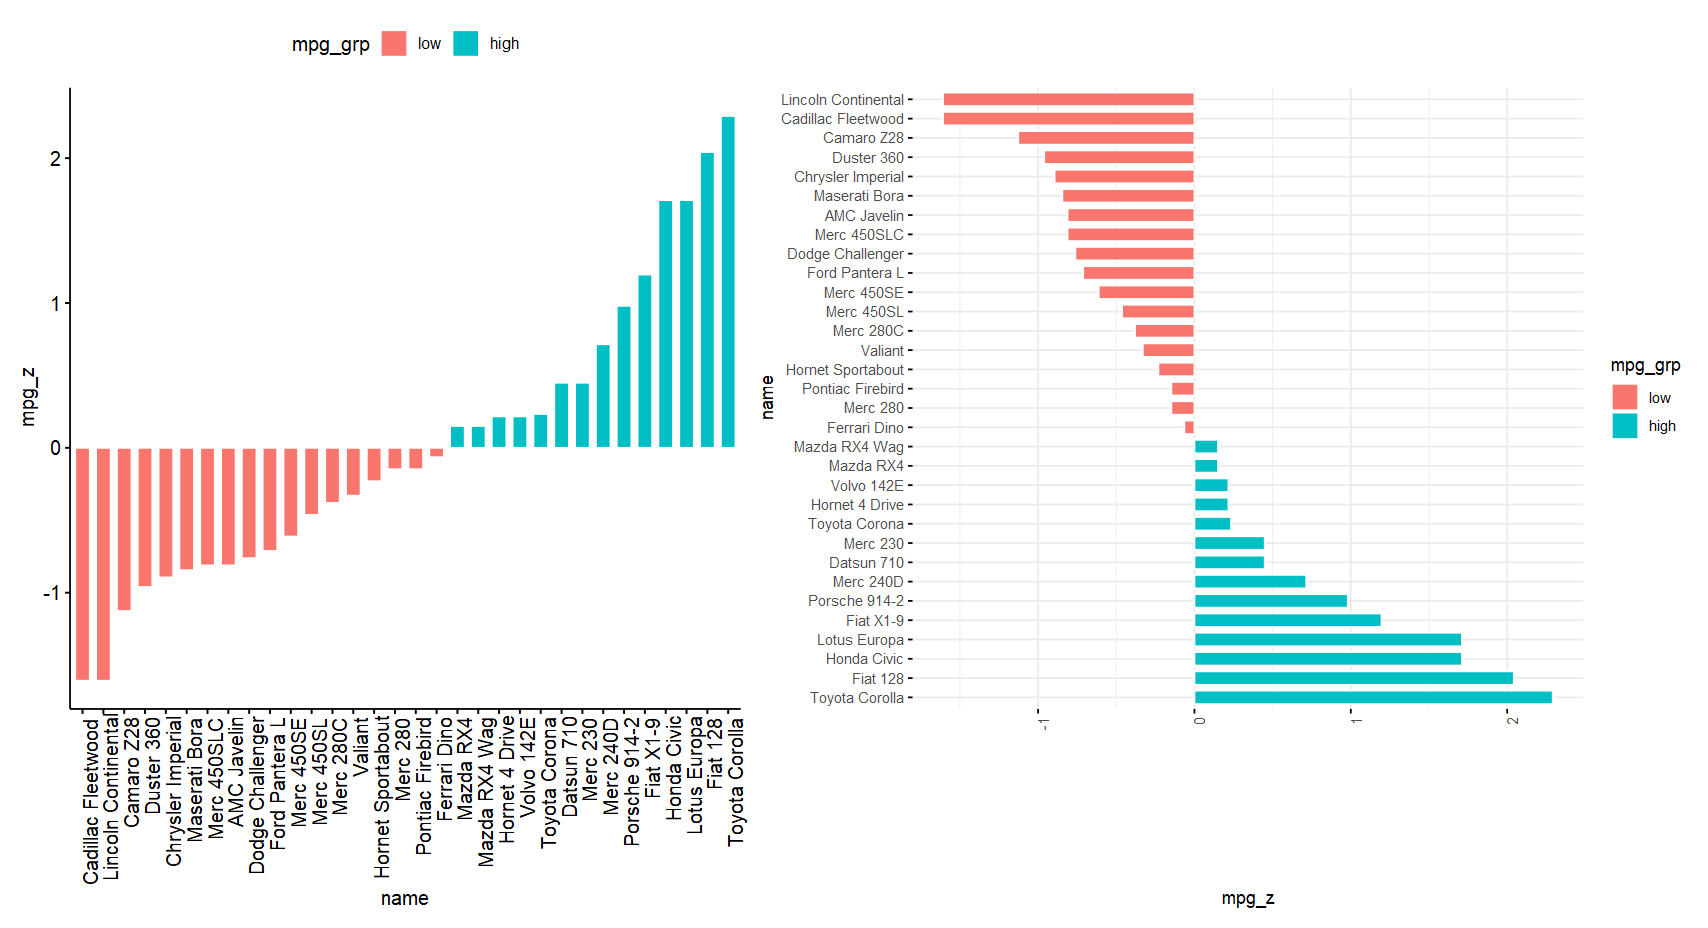 mpg_grp low high
mpg_z
2
1
0
-1
Cadillac Fleetwood
Lincoln Continental
Camaro Z28
Duster 360
Chrysler Imperial
Maserati Bora
Merc 450SLC
AMC Javelin
Dodge Challenger
Ford Pantera L
Merc 450SE
Merc 450SL
Merc 280C
Valiant
Hornet Sportabout
Merc 280
Pontiac Firebird
Ferrari Dino
Mazda RX4
Mazda RX4 Wag
Hornet 4 Drive
Volvo 142E
Toyota Corona
Datsun 710
Merc 230
Merc 240D
Porsche 914-2
Fiat X1-9
Honda Civic
Lotus Europa
Fiat 128
Toyota Corolla
name
name
Lincoln Continental
Cadillac Fleetwood
Camaro Z28
Duster 360
Chrysler Imperial
Maserati Bora
AMC Javelin
Merc 450SLC
Dodge Challenger
Ford Pantera L
Merc 450SE
Merc 450SL
Merc 280C
Valiant
Hornet Sportabout
Pontiac Firebird
Merc 280
Ferrari Dino
Mazda RX4 Wag
Mazda RX4
Volvo 142E
Hornet 4 Drive
Toyota Corona
Merc 230
Datsun 710
Merc 240D
Porsche 914-2
Fiat X1-9
Lotus Europa
Honda Civic
Fiat 128
Toyota Corolla
-1
0
1
2
mpg_z
mpg_grp
low
high